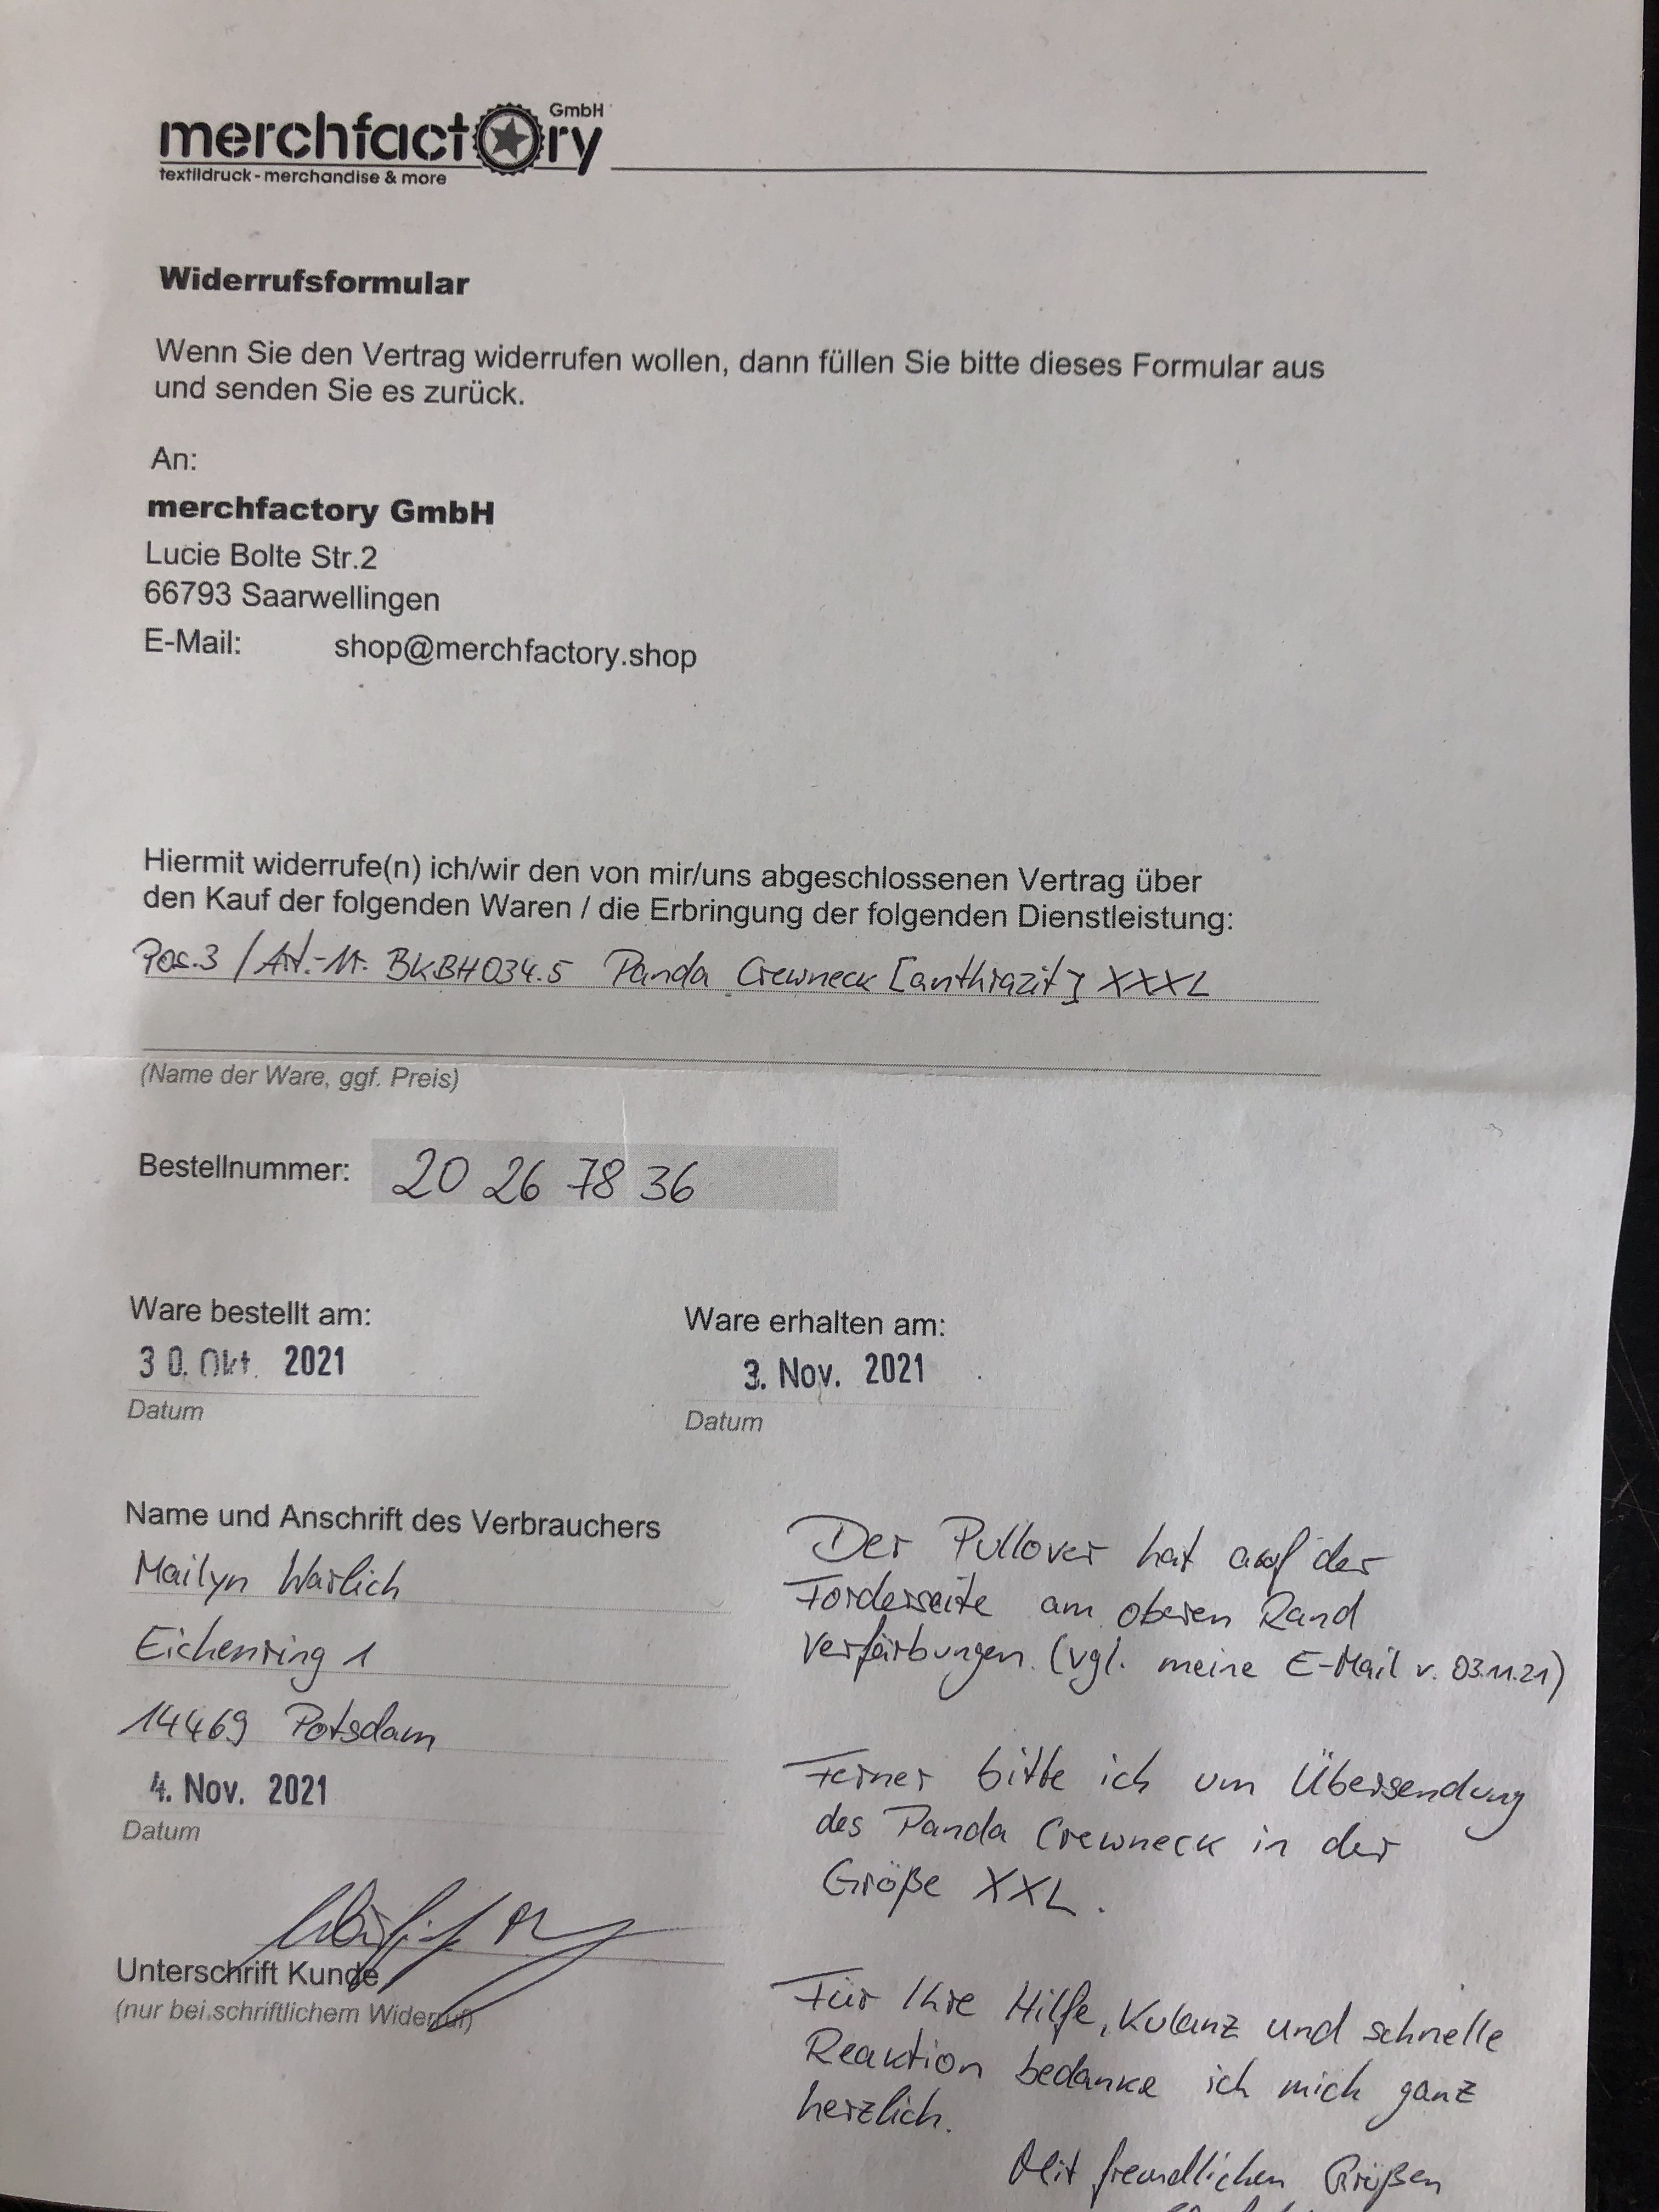 merchfactory GmbH
textildruck - merchandise & more
Widerrufsformular
Wenn Sie den Vertrag widerrufen wollen, dann füllen Sie bitte dieses Formular aus
und senden Sie es zurück.
An:
merchfactory GmbH
Lucie Bolte Str.2
66793 Saarwellingen
E-Mail: shop@merchfactory.shop
Hiermit widerrufe(n) ich/wir den von mir/uns abgeschlossenen Vertrag über
den Kauf der folgenden Waren / die Erbringung der folgenden Dienstleistung:
Pos.3 / Art.-Nr. BKBH034.5 Panda Crewneck [anthrazit] XXXL
(Name der Ware, ggf. Preis)
Bestellnummer: 20 26 78 36
Ware bestellt am:
30. Okt. 2021
Datum
Ware erhalten am:
3. Nov. 2021
Datum
Name und Anschrift des Verbrauchers
Mailyn Warlich
Eichenring 1
14469 Potsdam
4. Nov. 2021
Datum
Unterschrift Kunde
(nur bei schriftlichem Widerruf)
Der Pullover hat auf der
Forderseite am oberen Rand
Verfärbungen. (vgl. meine E-Mail v. 03.11.21)
Ferner bitte ich um Übersendung
des Panda Crewneck in der
Größe XXL.
Für Ihre Hilfe, Kulanz und schnelle
Reaktion bedanke ich mich ganz
herzlich.
Mit freundlichen Grüßen